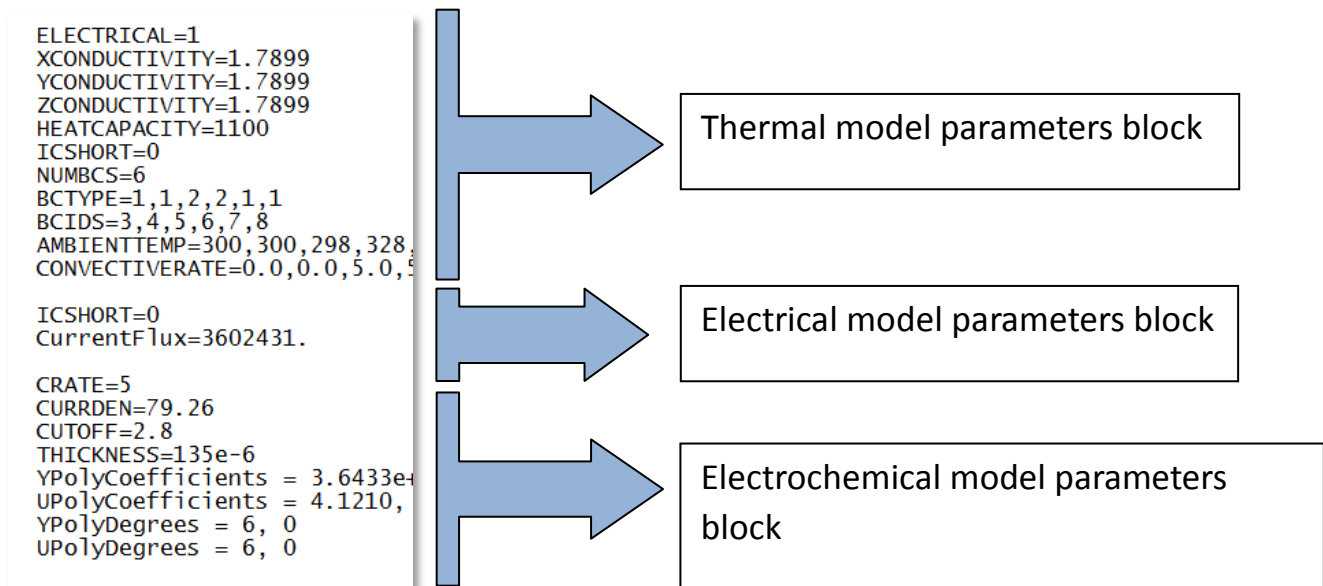 ELECTRICAL=1
XCONDUCTIVITY=1.7899
YCONDUCTIVITY=1.7899
ZCONDUCTIVITY=1.7899
HEATCAPACITY=1100
ICSHORT=0
NUMBCS=6
BCTYPE=1,1,2,2,1,1
BCIDS=3,4,5,6,7,8
AMBIENTTEMP=300,300,298,328,
CONVECTIVERATE=0.0,0.0,5.0,5
ICSHORT=0
CurrentFlux=3602431.
CRATE=5
CURRDEN=79.26
CUTOFF=2.8
THICKNESS=135e-6
YPolyCoefficients = 3.6433e+
UPolyCoefficients = 4.1210,
YPolyDegrees = 6, 0
UPolyDegrees = 6, 0
Thermal model parameters block
Electrical model parameters block
Electrochemical model parameters
block